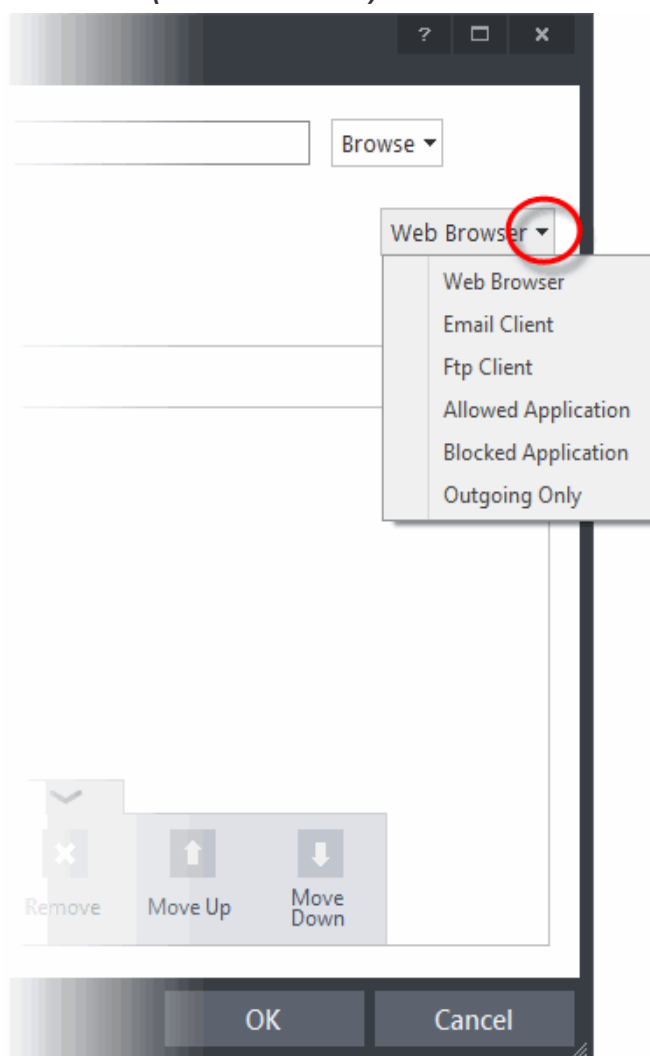 ?
Browse
Web Browser
Web Browser
Email Client
Ftp Client
Allowed Application
Blocked Application
Outgoing Only
Remove
Move Up
Move
Down
OK
Cancel